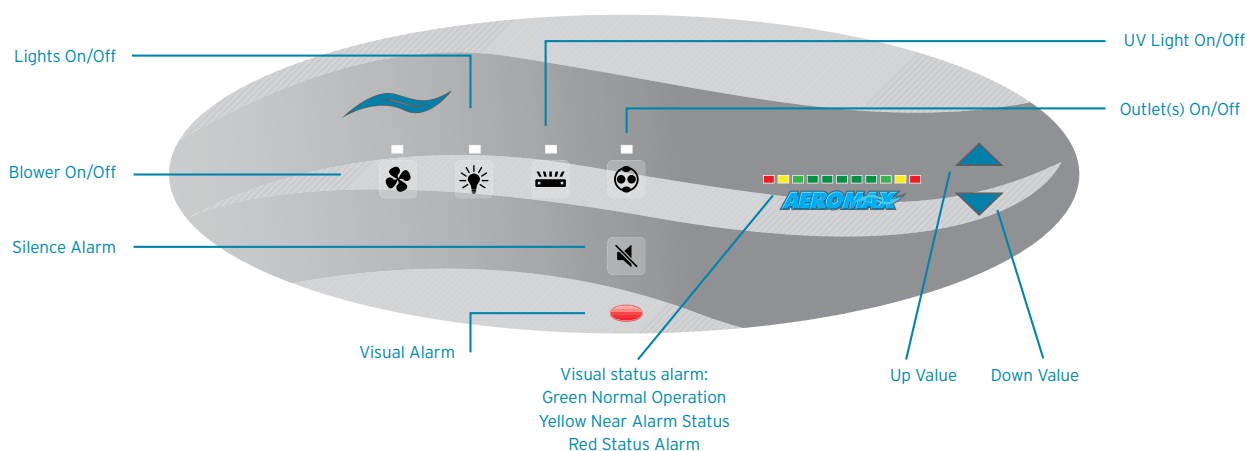 Lights On/Off
UV Light On/Off
Outlet(s) On/Off
Blower On/Off
AEROMAX
Silence Alarm
Visual Alarm
Visual status alarm:
Green Normal Operation
Yellow Near Alarm Status
Red Status Alarm
Up Value
Down Value